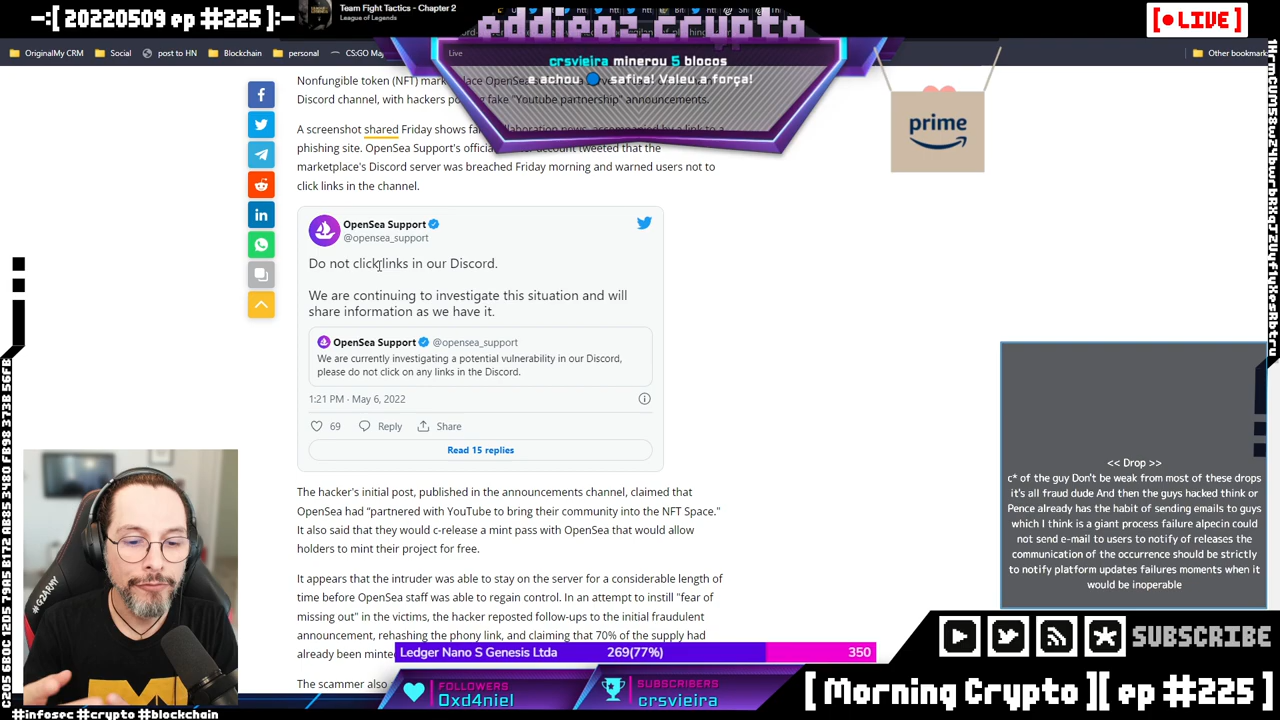 -:[ 20220509 ep #225 ]:-
Team Fight Tactics - Chapter 2
League of Legends
eddieoz crypto
[ LIVE ]
OriginalMy CRM
Social
post to HN
Blockchain
personal
Live
Other bookmark
crsvieira minerou 5 blocos
e achou safira! Valeu a força!
prime
Nonfungible token (NFT)
Discord channel, with hackers fake "Youtube partnership" announcements.
A screenshot shared Friday shows
phishing site. OpenSea Support's account tweeted that the
marketplace's Discord server was breached Friday morning and warned users not to
click links in the channel.
OpenSea Support
@opensea_support
Do not click links in our Discord.
We are continuing to investigate this situation and will
share information as we have it.
OpenSea Support @opensea_support
We are currently investigating a potential vulnerability in our Discord,
please do not click on any links in the Discord.
1:21 PM · May 6, 2022
69 Reply Share
Read 15 replies
The hacker's initial post, published in the announcements channel, claimed that
OpenSea had "partnered with YouTube to bring their community into the NFT Space."
It also said that they would c-release a mint pass with OpenSea that would allow
holders to mint their project for free.
It appears that the intruder was able to stay on the server for a considerable length of
time before OpenSea staff was able to regain control. In an attempt to instill "fear of
missing out" in the victims, the hacker reposted follow-ups to the initial fraudulent
announcement, rehashing the phony link, and claiming that 70% of the supply had
already been
The scammer also
<< Drop >>
c* of the guy Don't be weak from most of these drops
it's all fraud dude And then the guys hacked think or
Pence already has the habit of sending emails to guys
which I think is a giant process failure alpecin could
not send e-mail to users to notify of releases the
communication of the occurrence should be strictly
to notify platform updates failures moments when it
would be inoperable
Ledger Nano S Genesis Ltda 269(77%) 350
FOLLOWERS
0xd4niel
SUBSCRIBERS
crsvieira
SUBSCRIBE
[ Morning Crypto ][ ep #225 ]
#G2ARMY
#infosec #crypto #blockchain